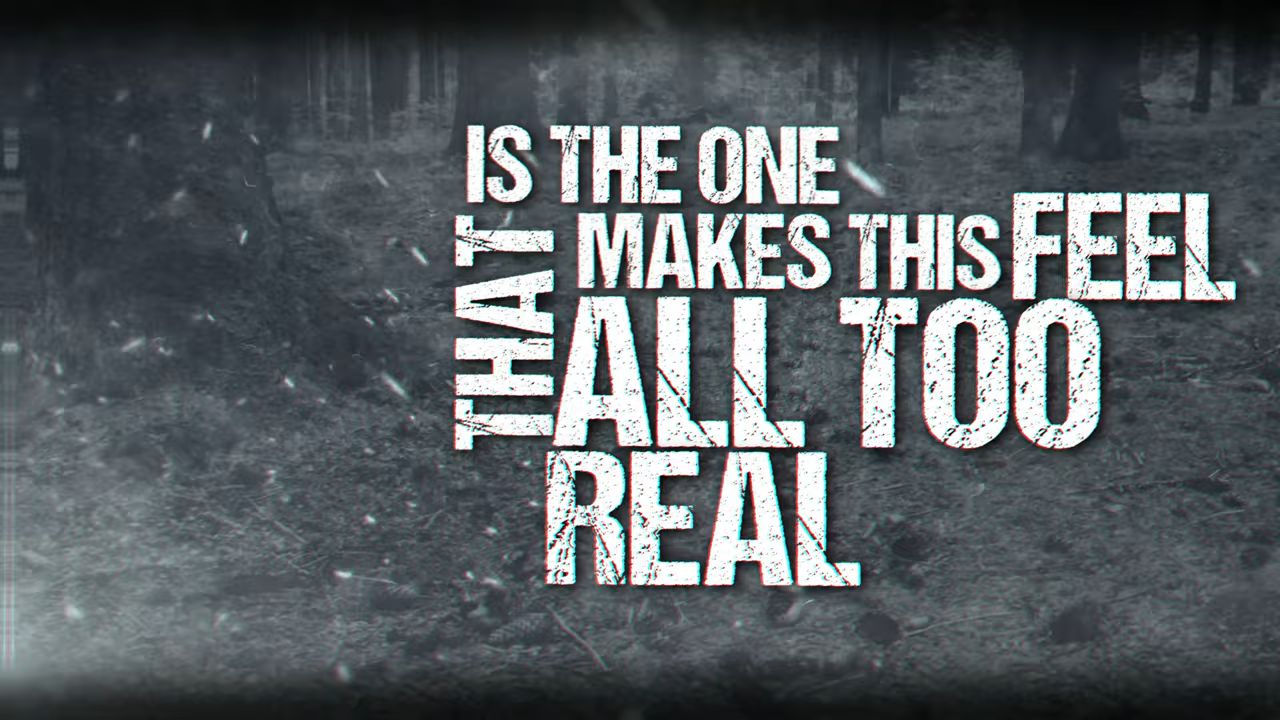 IS THE ONE
THAT
MAKES THIS FEEL
ALL TOO
REAL